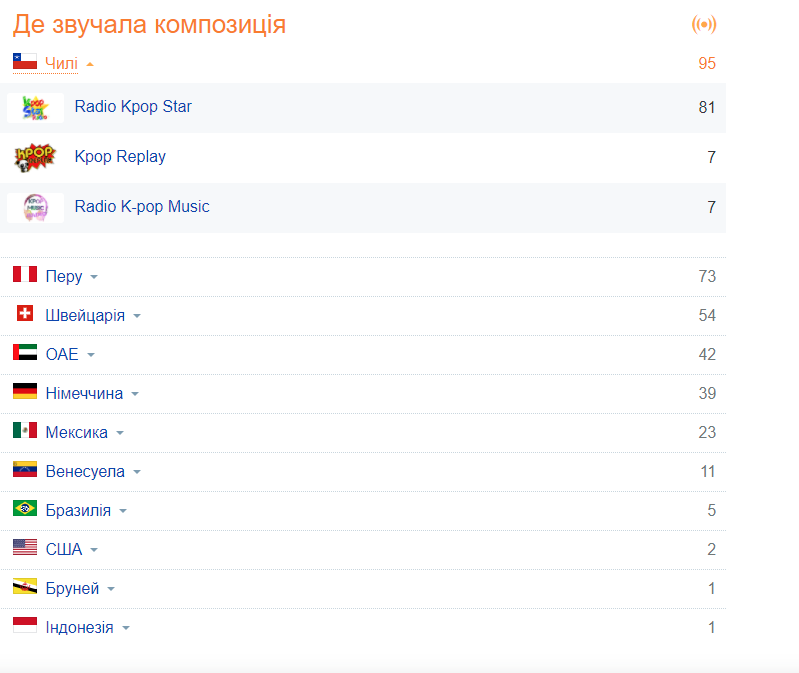 Де звучала композиція
Чилі 95
Radio Kpop Star 81
Kpop Replay 7
Radio K-pop Music 7
Перу 73
Швейцарія 54
ОАЕ 42
Німеччина 39
Мексика 23
Венесуела 11
Бразилія 5
США 2
Бруней 1
Індонезія 1